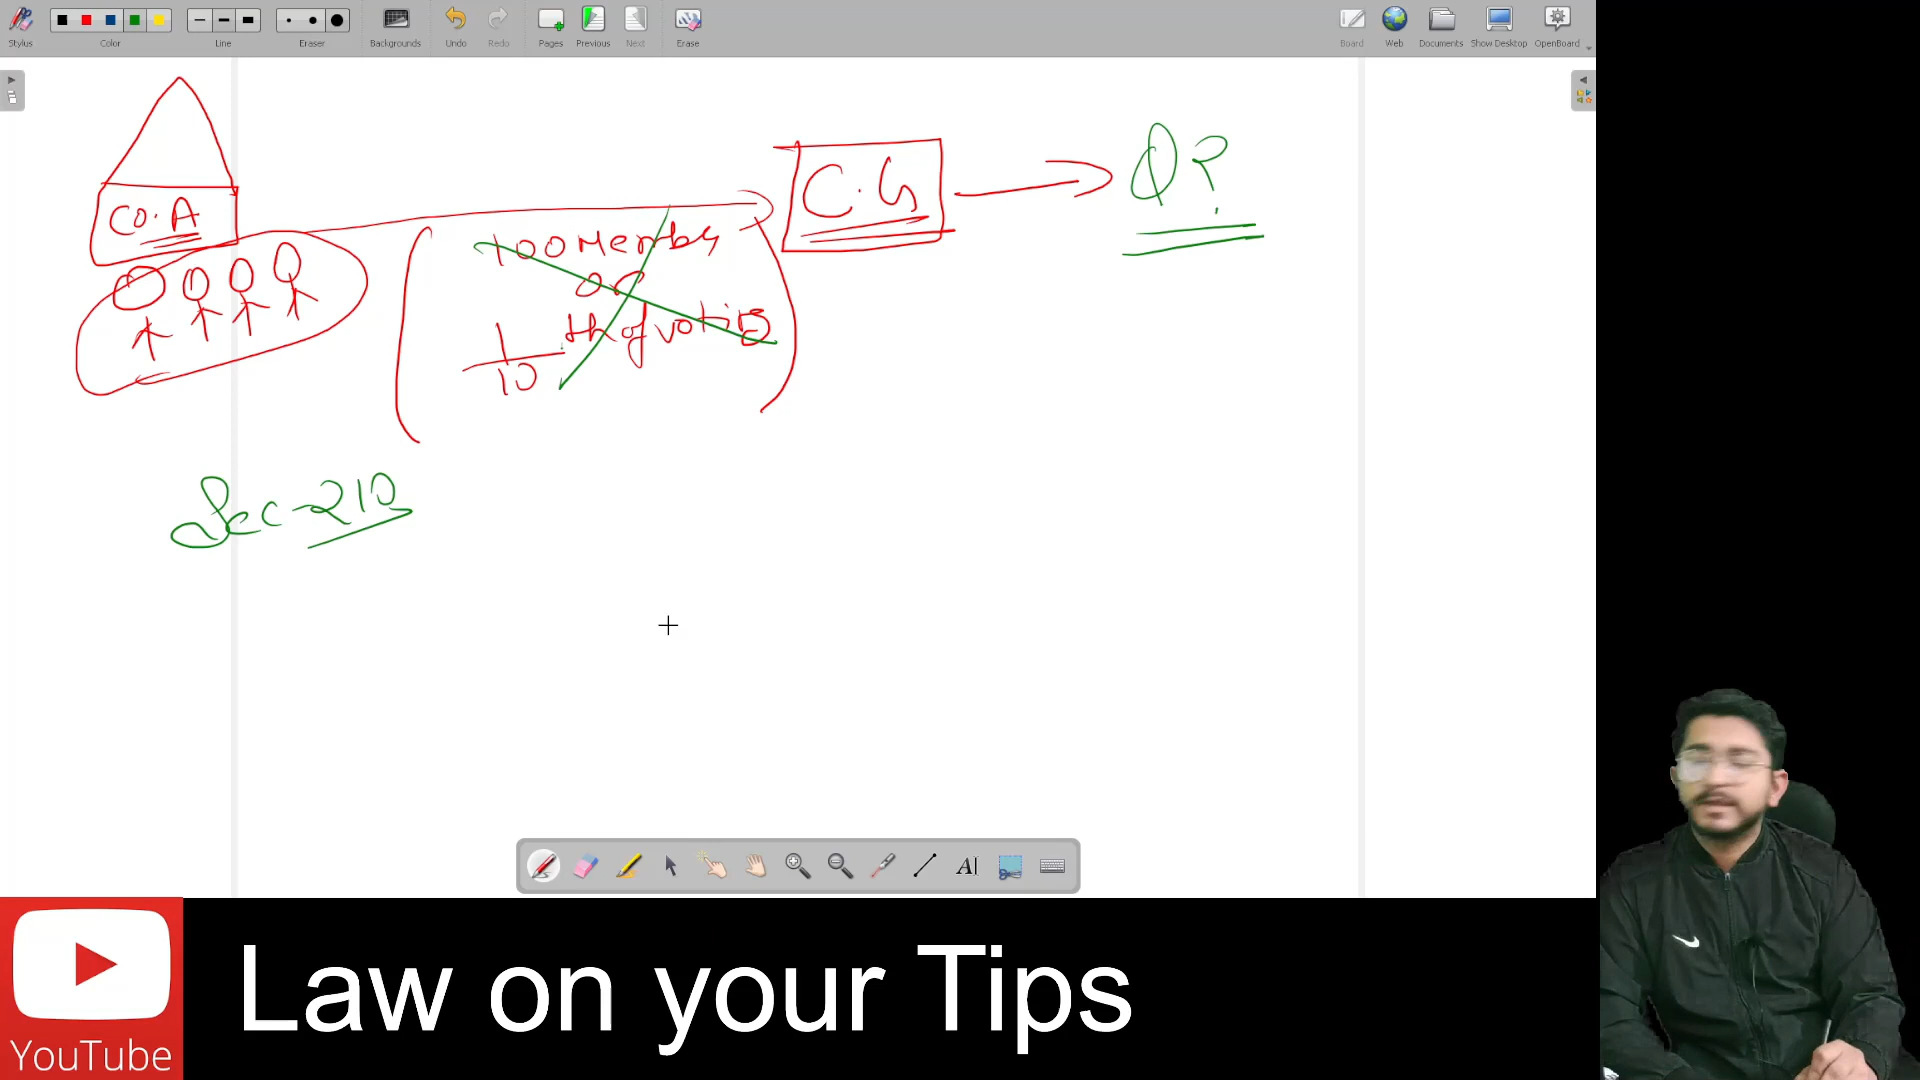 Stylus
Color
Line
Eraser
Backgrounds
Undo
Redo
Pages
Previous
Next
Erase
Board
Web
Documents
Show Desktop
OpenBoard
CO. A
100 Members
or
1/10 th of voting
C. G
Q ?
Sec-210
A
YouTube
Law on your Tips